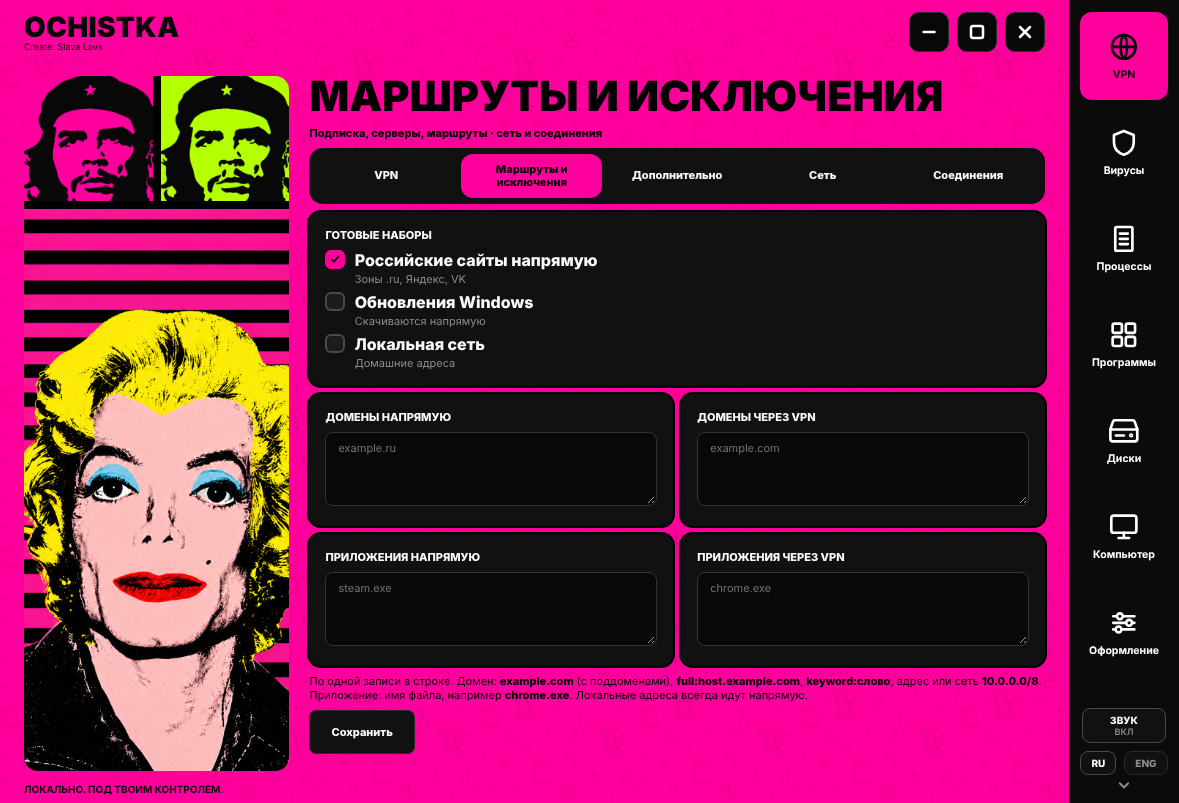 OCHISTKA
Create: Slava Lavs
МАРШРУТЫ И ИСКЛЮЧЕНИЯ
Подписка, серверы, маршруты · сеть и соединения
VPN
Маршруты и
исключения
Дополнительно
Сеть
Соединения
ГОТОВЫЕ НАБОРЫ
Российские сайты напрямую
Зоны .ru, Яндекс, VK
Обновления Windows
Скачиваются напрямую
Локальная сеть
Домашние адреса
ДОМЕНЫ НАПРЯМУЮ
example.ru
ДОМЕНЫ ЧЕРЕЗ VPN
example.com
ПРИЛОЖЕНИЯ НАПРЯМУЮ
steam.exe
ПРИЛОЖЕНИЯ ЧЕРЕЗ VPN
chrome.exe
По одной записи в строке. Домен: example.com (с поддоменами), full:host.example.com, keyword:слово, адрес или сеть 10.0.0.0/8.
Приложение: имя файла, например chrome.exe. Локальные адреса всегда идут напрямую.
Сохранить
ЛОКАЛЬНО. ПОД ТВОИМ КОНТРОЛЕМ.
VPN
Вирусы
Процессы
Программы
Диски
Компьютер
Оформление
ЗВУК
ВКЛ
RU
ENG